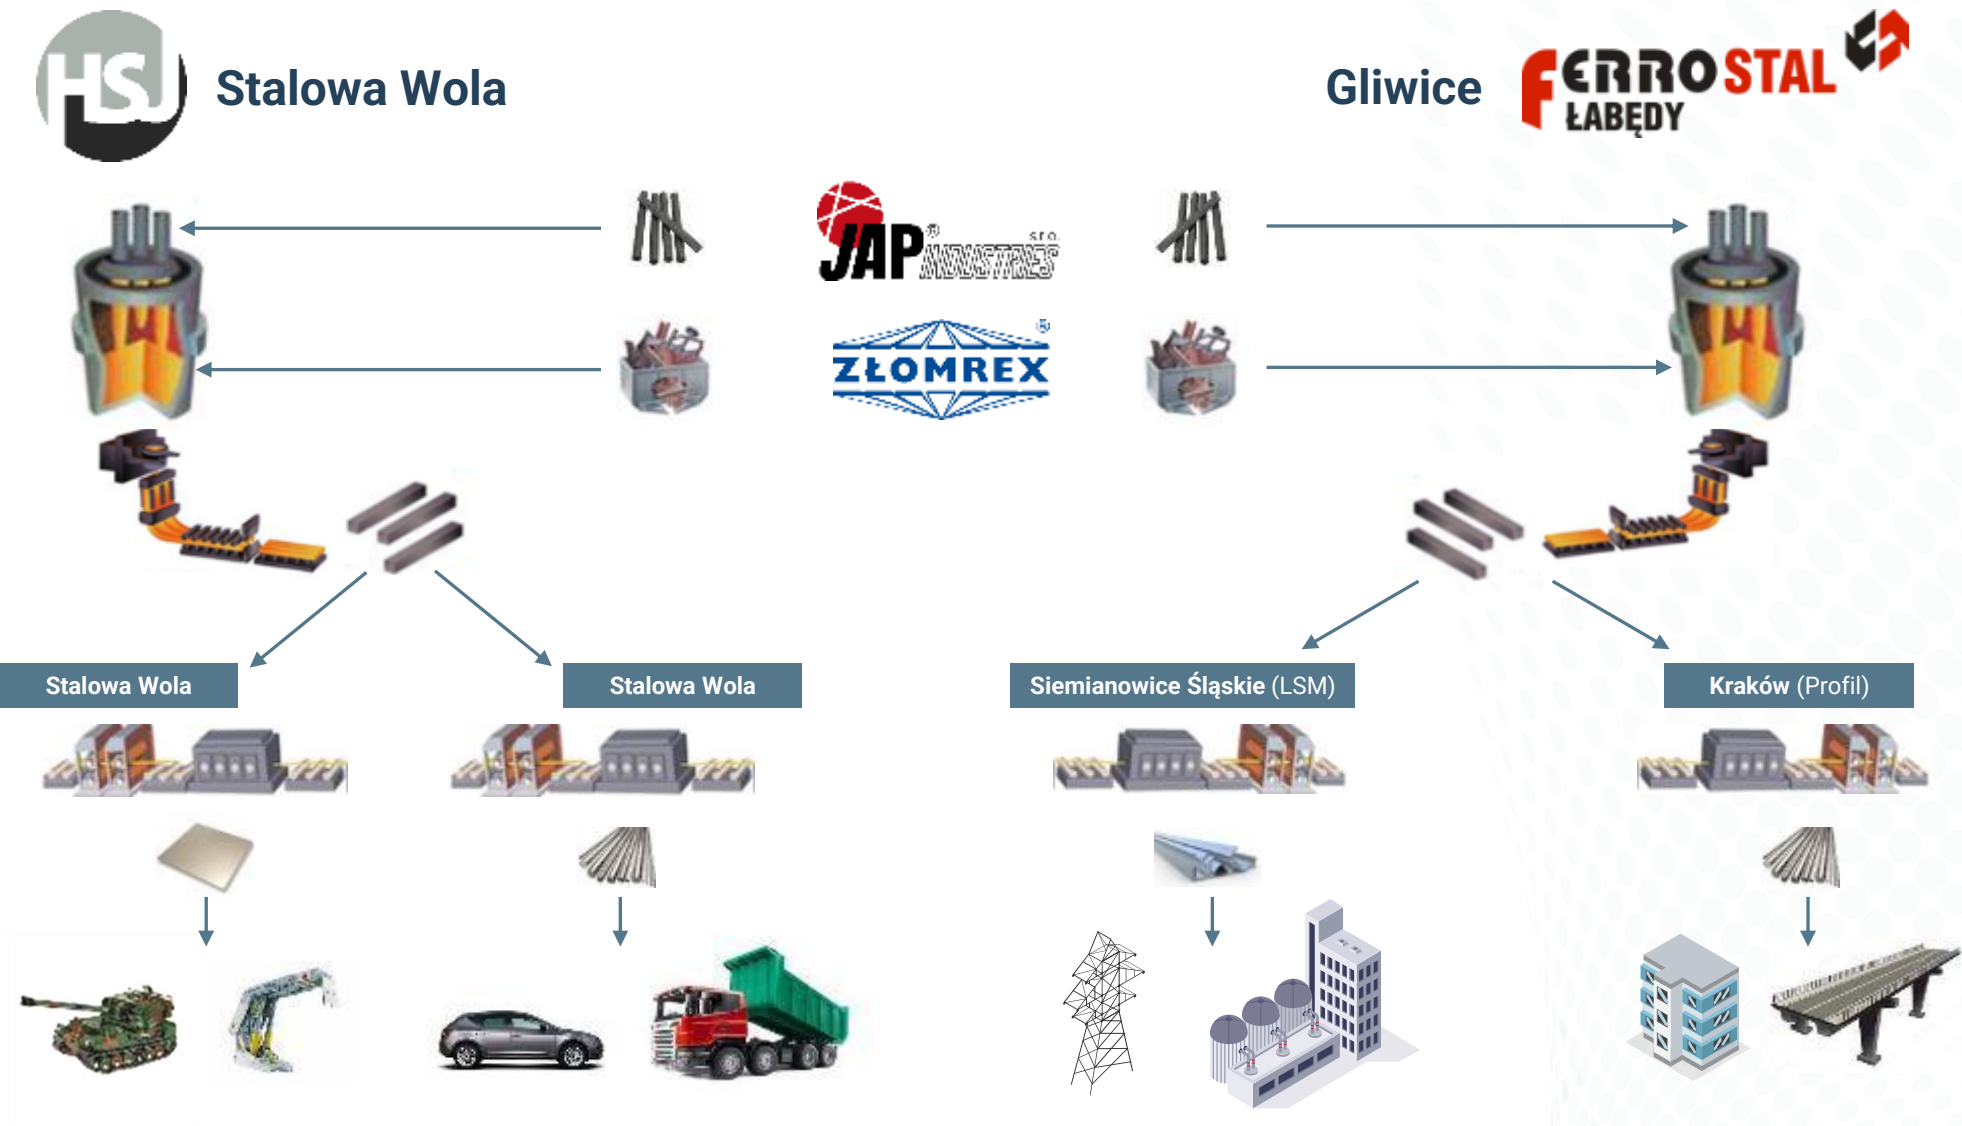 HSJ
Stalowa Wola
Gliwice
FERROSTAL
ŁABĘDY
JAP®
INDUSTRIES s.r.o.
ZŁOMREX®
Stalowa Wola
Stalowa Wola
Siemianowice Śląskie (LSM)
Kraków (Profil)